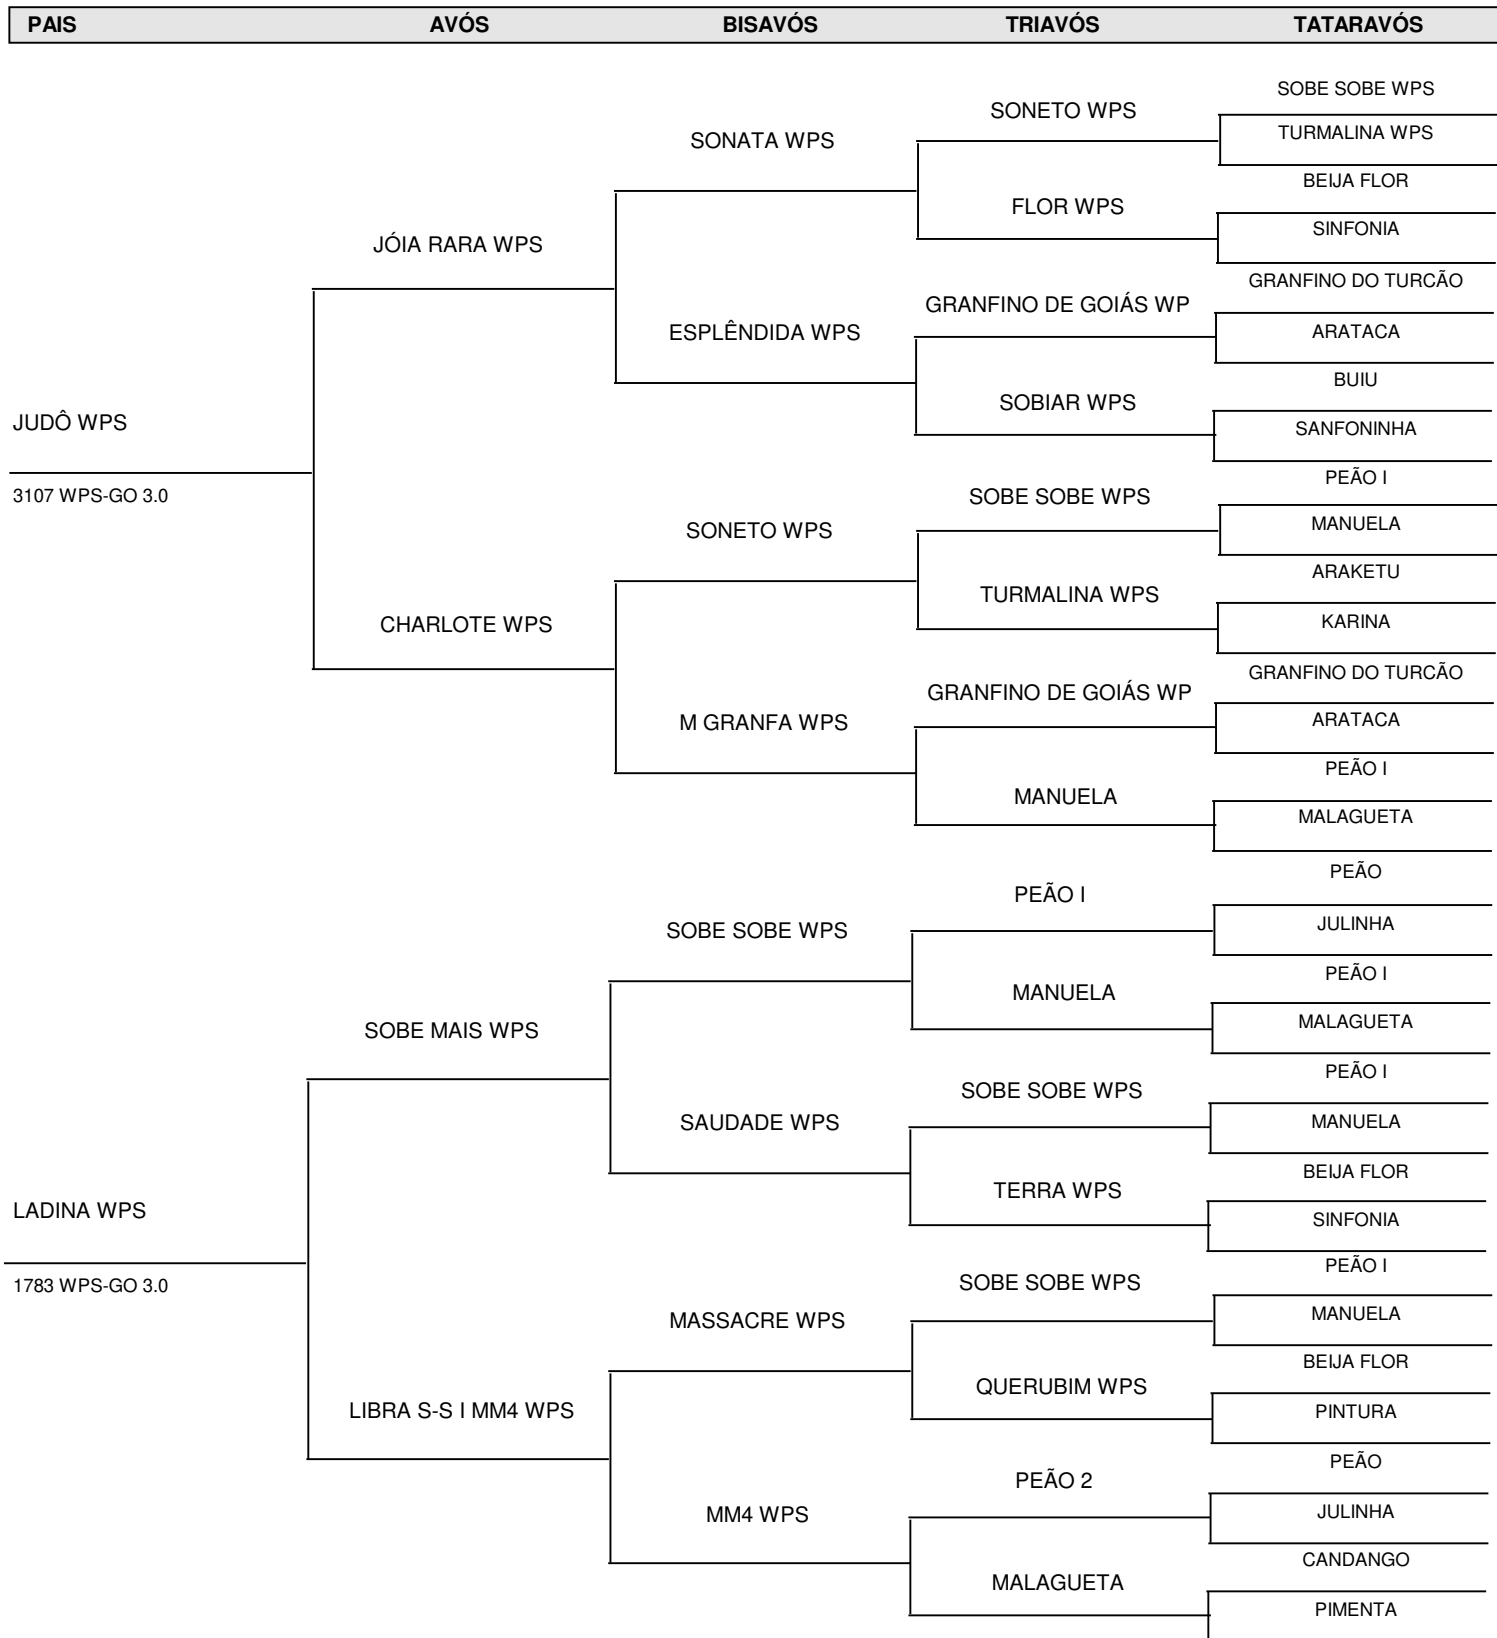 PAIS AVÓS BISAVÓS TRIAVÓS TATARAVÓS
SOBE SOBE WPS
SONETO WPS
TURMALINA WPS
SONATA WPS
BEIJA FLOR
FLOR WPS
SINFONIA
JÓIA RARA WPS
GRANFINO DO TURCÃO
GRANFINO DE GOIÁS WP
ARATACA
ESPLÊNDIDA WPS
BUIU
SOBIAR WPS
JUDÔ WPS
SANFONINHA
PEÃO I
3107 WPS-GO 3.0
SOBE SOBE WPS
MANUELA
SONETO WPS
ARAKETU
TURMALINA WPS
KARINA
CHARLOTE WPS
GRANFINO DO TURCÃO
GRANFINO DE GOIÁS WP
ARATACA
M GRANFA WPS
PEÃO I
MANUELA
MALAGUETA
PEÃO
PEÃO I
JULINHA
SOBE SOBE WPS
PEÃO I
MANUELA
MALAGUETA
SOBE MAIS WPS
PEÃO I
SOBE SOBE WPS
MANUELA
SAUDADE WPS
BEIJA FLOR
TERRA WPS
LADINA WPS
SINFONIA
PEÃO I
1783 WPS-GO 3.0
SOBE SOBE WPS
MANUELA
MASSACRE WPS
BEIJA FLOR
QUERUBIM WPS
LIBRA S-S I MM4 WPS
PINTURA
PEÃO
PEÃO 2
JULINHA
MM4 WPS
CANDANGO
MALAGUETA
PIMENTA